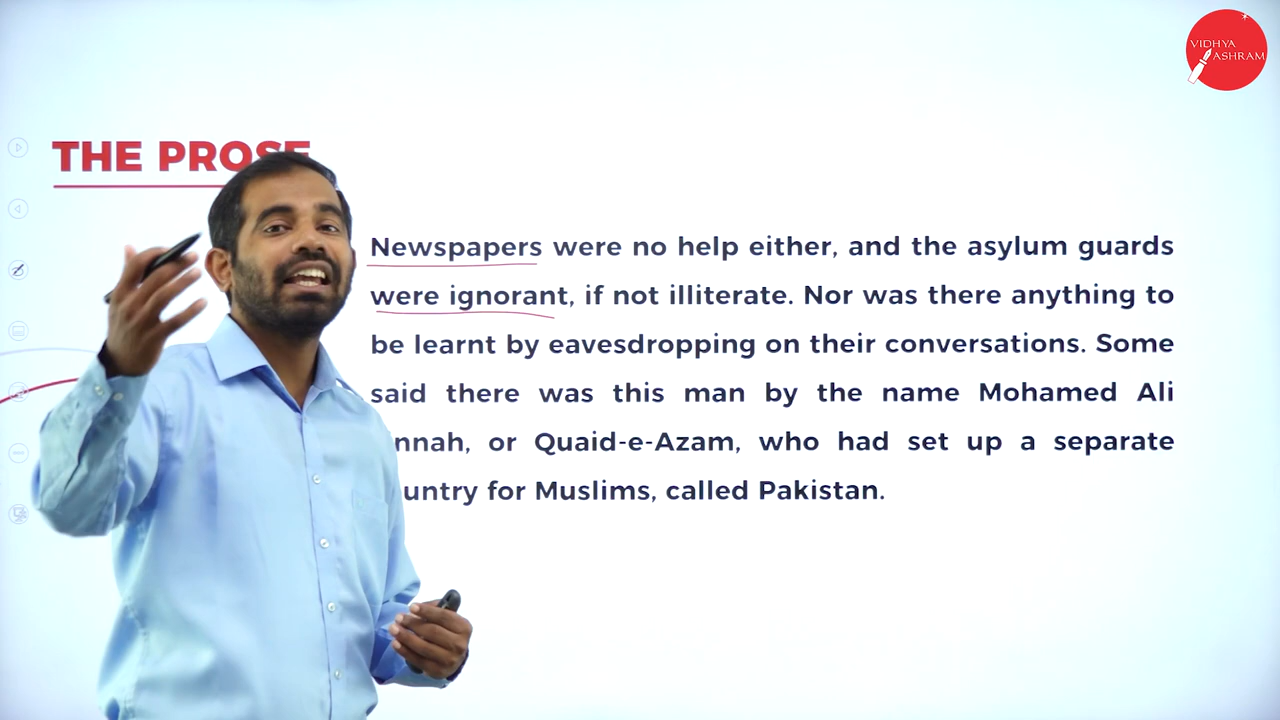 VIDHYA
ASHRAM
THE PROSE
Newspapers were no help either, and the asylum guards
were ignorant, if not illiterate. Nor was there anything to
be learnt by eavesdropping on their conversations. Some
said there was this man by the name Mohamed Ali
or Quaid-e-Azam, who had set up a separate
for Muslims, called Pakistan.